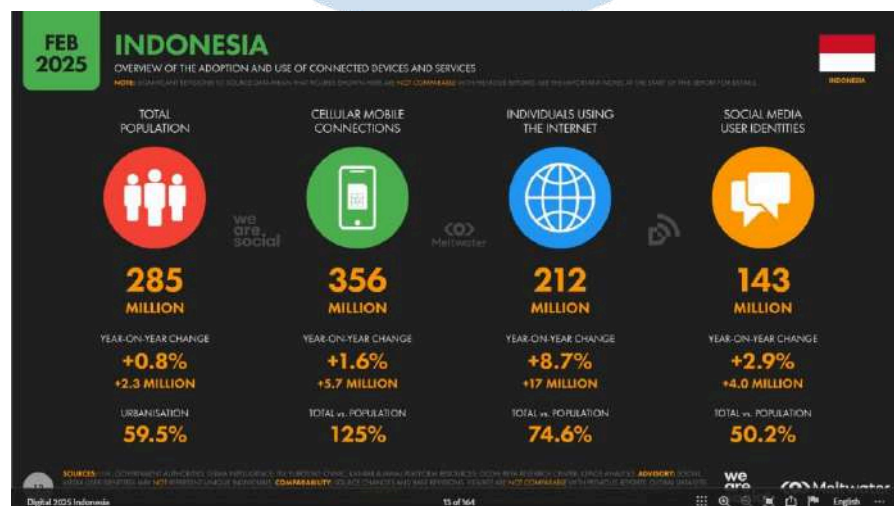 FEB
2025
INDONESIA
OVERVIEW OF THE ADOPTION AND USE OF CONNECTED DEVICES AND SERVICES
INDONESIA
TOTAL
POPULATION
CELLULAR MOBILE
CONNECTIONS
INDIVIDUALS USING
THE INTERNET
SOCIAL MEDIA
USER IDENTITIES
we
are
social
Meltwater
285
MILLION
356
MILLION
212
MILLION
143
MILLION
YEAR-ON-YEAR CHANGE
+0.8%
+2.3 MILLION
YEAR-ON-YEAR CHANGE
+1.6%
+5.7 MILLION
YEAR-ON-YEAR CHANGE
+8.7%
+17 MILLION
YEAR-ON-YEAR CHANGE
+2.9%
+4.0 MILLION
URBANISATION
59.5%
TOTAL vs. POPULATION
125%
TOTAL vs. POPULATION
74.6%
TOTAL vs. POPULATION
50.2%
we
are
Meltwater
Digital 2025 Indonesia
15 of 164
English